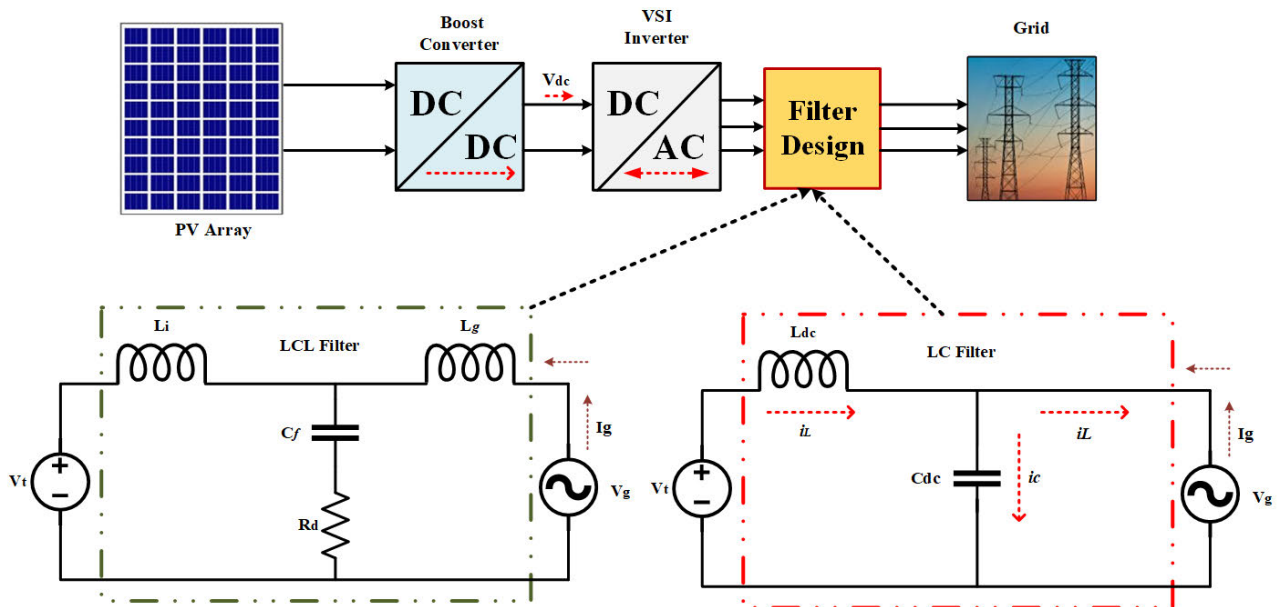 Boost
Converter
VSI
Inverter
Grid
Vdc
DC
DC
DC
AC
Filter
Design
PV Array
Li
LCL Filter
Lg
Cf
Rd
Vt
Ig
Vg
Ldc
LC Filter
iL
iL
Cdc
ic
Vt
Ig
Vg